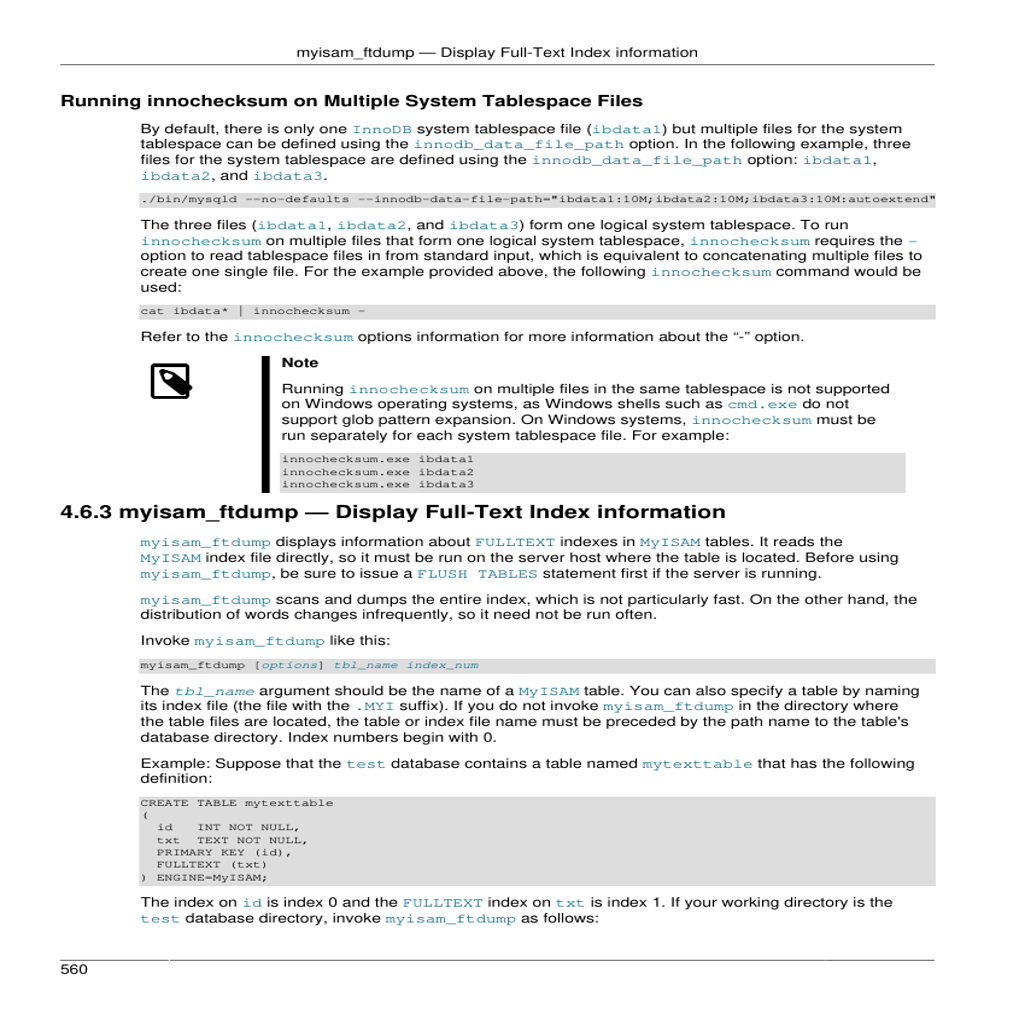 myisam_ftdump — Display Full-Text Index information
Running innochecksum on Multiple System Tablespace Files
By default, there is only one InnoDB system tablespace file (ibdata1) but multiple files for the system
tablespace can be defined using the innodb_data_file_path option. In the following example, three
files for the system tablespace are defined using the innodb_data_file_path option: ibdata1,
ibdata2, and ibdata3.
./bin/mysqld --no-defaults --innodb-data-file-path="ibdata1:10M;ibdata2:10M;ibdata3:10M:autoextend"
The three files (ibdata1, ibdata2, and ibdata3) form one logical system tablespace. To run
innochecksum on multiple files that form one logical system tablespace, innochecksum requires the -
option to read tablespace files in from standard input, which is equivalent to concatenating multiple files to
create one single file. For the example provided above, the following innochecksum command would be
used:
cat ibdata* | innochecksum -
Refer to the innochecksum options information for more information about the “-” option.
Note
Running innochecksum on multiple files in the same tablespace is not supported
on Windows operating systems, as Windows shells such as cmd.exe do not
support glob pattern expansion. On Windows systems, innochecksum must be
run separately for each system tablespace file. For example:
innochecksum.exe ibdata1
innochecksum.exe ibdata2
innochecksum.exe ibdata3
4.6.3 myisam_ftdump — Display Full-Text Index information
myisam_ftdump displays information about FULLTEXT indexes in MyISAM tables. It reads the
MyISAM index file directly, so it must be run on the server host where the table is located. Before using
myisam_ftdump, be sure to issue a FLUSH TABLES statement first if the server is running.
myisam_ftdump scans and dumps the entire index, which is not particularly fast. On the other hand, the
distribution of words changes infrequently, so it need not be run often.
Invoke myisam_ftdump like this:
myisam_ftdump [options] tbl_name index_num
The tbl_name argument should be the name of a MyISAM table. You can also specify a table by naming
its index file (the file with the .MYI suffix). If you do not invoke myisam_ftdump in the directory where
the table files are located, the table or index file name must be preceded by the path name to the table's
database directory. Index numbers begin with 0.
Example: Suppose that the test database contains a table named mytexttable that has the following
definition:
CREATE TABLE mytexttable
(
  id   INT NOT NULL,
  txt  TEXT NOT NULL,
  PRIMARY KEY (id),
  FULLTEXT (txt)
) ENGINE=MyISAM;
The index on id is index 0 and the FULLTEXT index on txt is index 1. If your working directory is the
test database directory, invoke myisam_ftdump as follows:
560